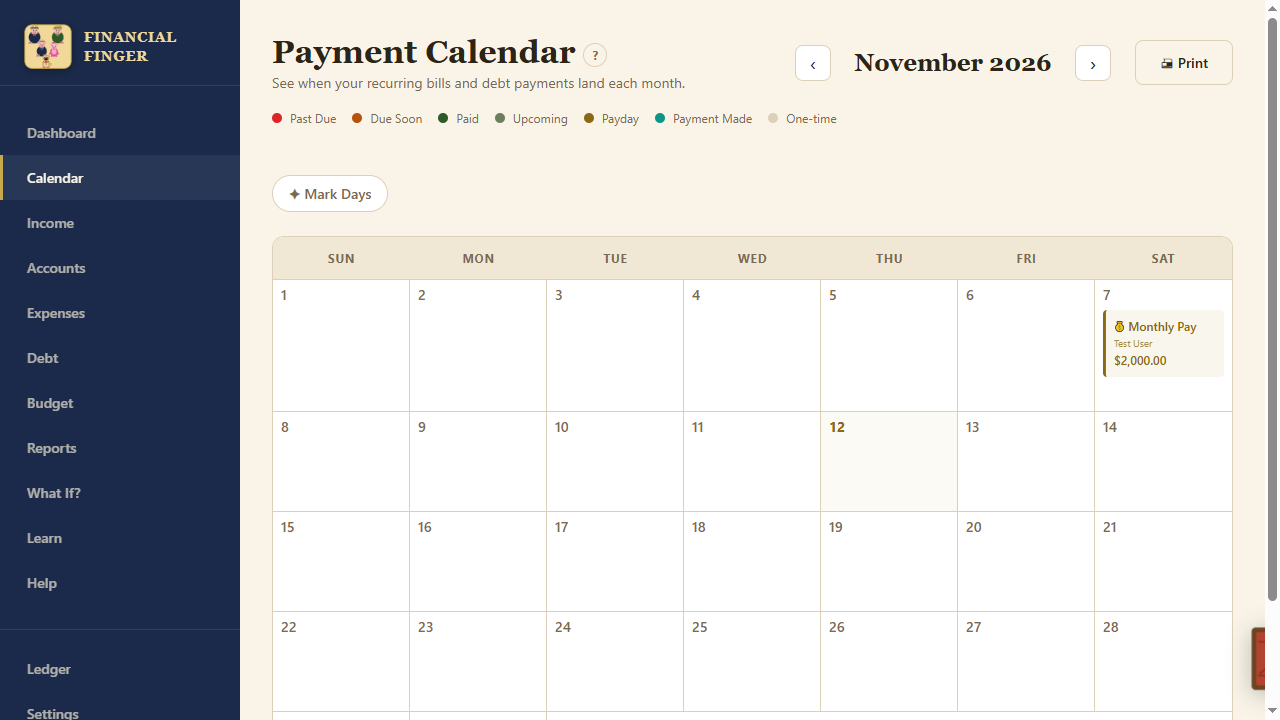 FINANCIAL
FINGER
Dashboard
Calendar
Income
Accounts
Expenses
Debt
Budget
Reports
What If?
Learn
Help
Ledger
Settings
Payment Calendar ?
See when your recurring bills and debt payments land each month.
‹ November 2026 ›
Print
Past Due Due Soon Paid Upcoming Payday Payment Made One-time
✦ Mark Days
SUN MON TUE WED THU FRI SAT
1 2 3 4 5 6 7
Monthly Pay
Test User
$2,000.00
8 9 10 11 12 13 14
15 16 17 18 19 20 21
22 23 24 25 26 27 28